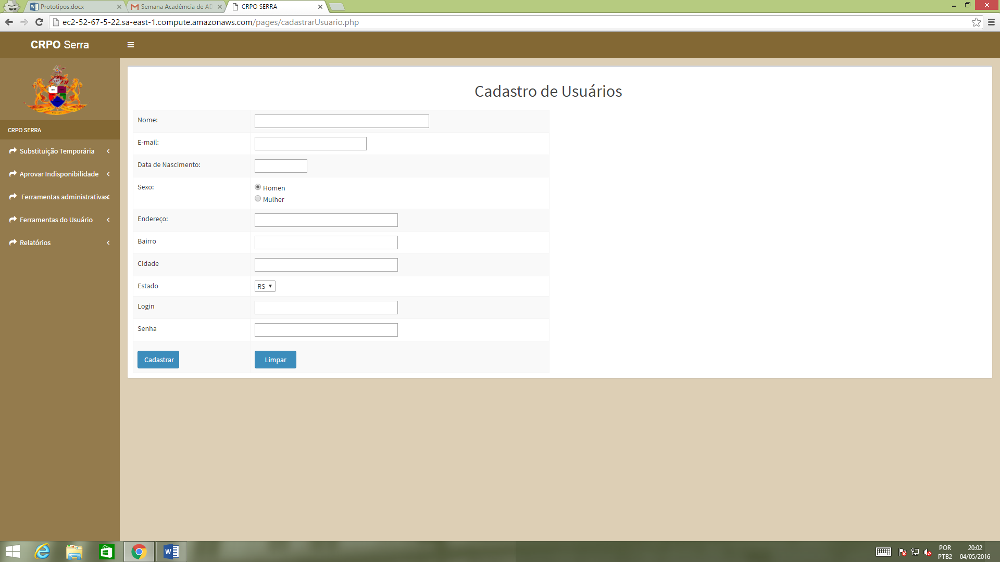 Prototipos.docx
Semana Acadêmcia de AD
CRPO SERRA
ec2-52-67-5-22.sa-east-1.compute.amazonaws.com/pages/cadastrarUsuario.php
CRPO Serra
CRPO SERRA
Substituição Temporária
Aprovar Indisponibilidade
Ferramentas administrativas
Ferramentas do Usuário
Relatórios
Cadastro de Usuários
Nome:
E-mail:
Data de Nascimento:
Sexo:
Homen
Mulher
Endereço:
Bairro
Cidade
Estado
RS
Login
Senha
Cadastrar
Limpar
POR
PTB2
20:02
04/05/2016